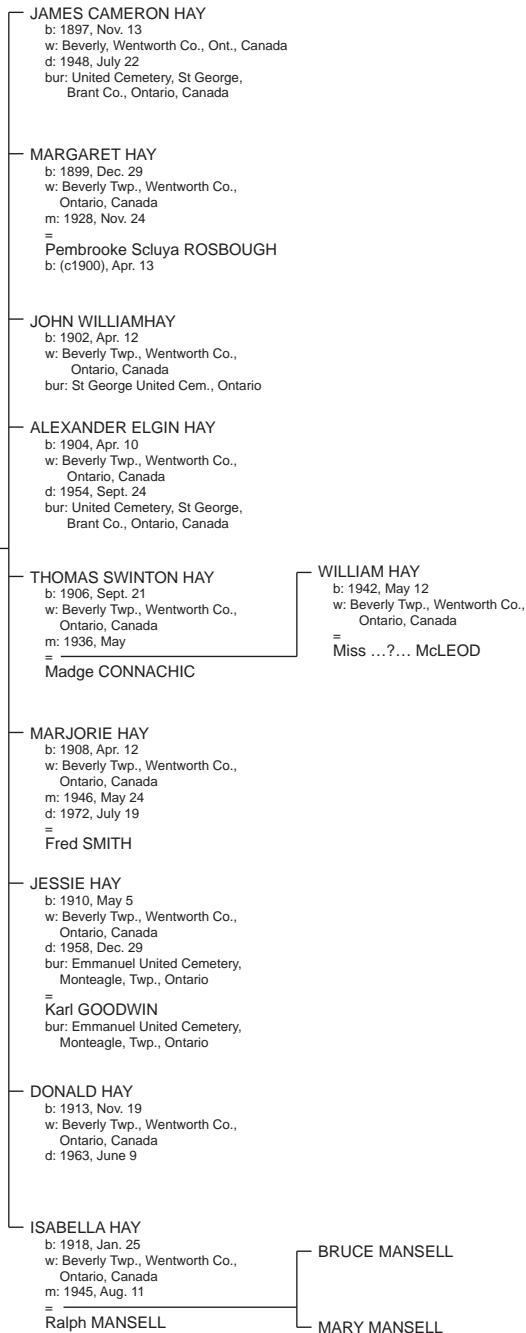 JAMES CAMERON HAY
b: 1897, Nov. 13
w: Beverly, Wentworth Co., Ont., Canada
d: 1948, July 22
bur: United Cemetery, St George,
Brant Co., Ontario, Canada
MARGARET HAY
b: 1899, Dec. 29
w: Beverly Twp., Wentworth Co.,
Ontario, Canada
m: 1928, Nov. 24
=
Pembrooke Scluya ROSBOUGH
b: (c1900), Apr. 13
JOHN WILLIAMHAY
b: 1902, Apr. 12
w: Beverly Twp., Wentworth Co.,
Ontario, Canada
bur: St George United Cem., Ontario
ALEXANDER ELGIN HAY
b: 1904, Apr. 10
w: Beverly Twp., Wentworth Co.,
Ontario, Canada
d: 1954, Sept. 24
bur: United Cemetery, St George,
Brant Co., Ontario, Canada
THOMAS SWINTON HAY
b: 1906, Sept. 21
w: Beverly Twp., Wentworth Co.,
Ontario, Canada
m: 1936, May
=
Madge CONNACHIC
WILLIAM HAY
b: 1942, May 12
w: Beverly Twp., Wentworth Co.,
Ontario, Canada
=
Miss …?… McLEOD
MARJORIE HAY
b: 1908, Apr. 12
w: Beverly Twp., Wentworth Co.,
Ontario, Canada
m: 1946, May 24
d: 1972, July 19
=
Fred SMITH
JESSIE HAY
b: 1910, May 5
w: Beverly Twp., Wentworth Co.,
Ontario, Canada
d: 1958, Dec. 29
bur: Emmanuel United Cemetery,
Monteagle, Twp., Ontario
=
Karl GOODWIN
bur: Emmanuel United Cemetery,
Monteagle, Twp., Ontario
DONALD HAY
b: 1913, Nov. 19
w: Beverly Twp., Wentworth Co.,
Ontario, Canada
d: 1963, June 9
ISABELLA HAY
b: 1918, Jan. 25
w: Beverly Twp., Wentworth Co.,
Ontario, Canada
m: 1945, Aug. 11
=
Ralph MANSELL
BRUCE MANSELL
MARY MANSELL